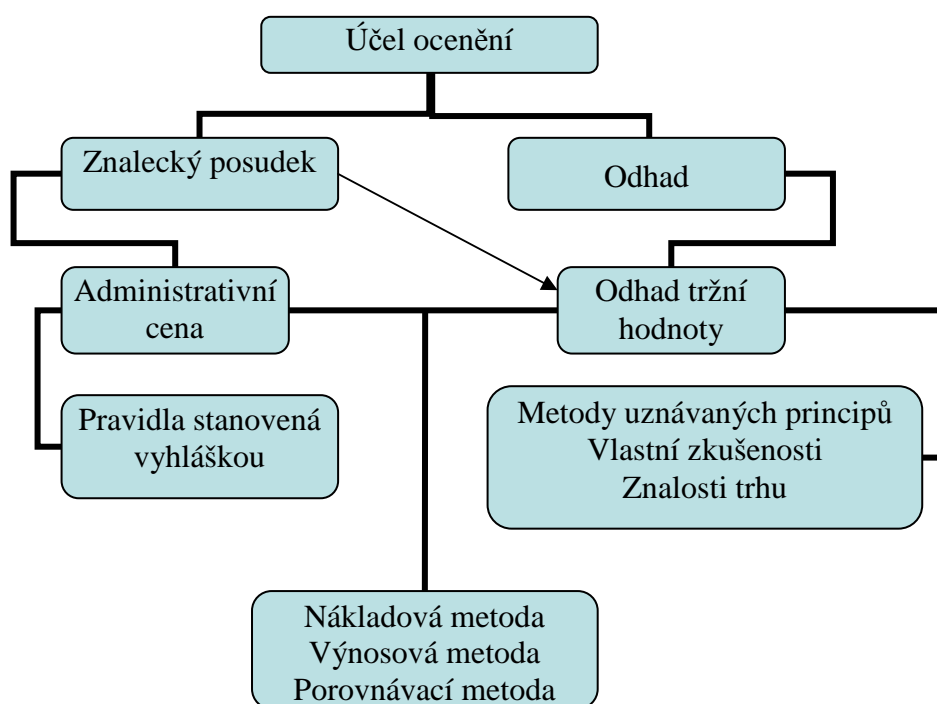 Účel ocenění
Znalecký posudek
Odhad
Administrativní
cena
Odhad tržní
hodnoty
Pravidla stanovená
vyhláškou
Metody uznávaných principů
Vlastní zkušenosti
Znalosti trhu
Nákladová metoda
Výnosová metoda
Porovnávací metoda